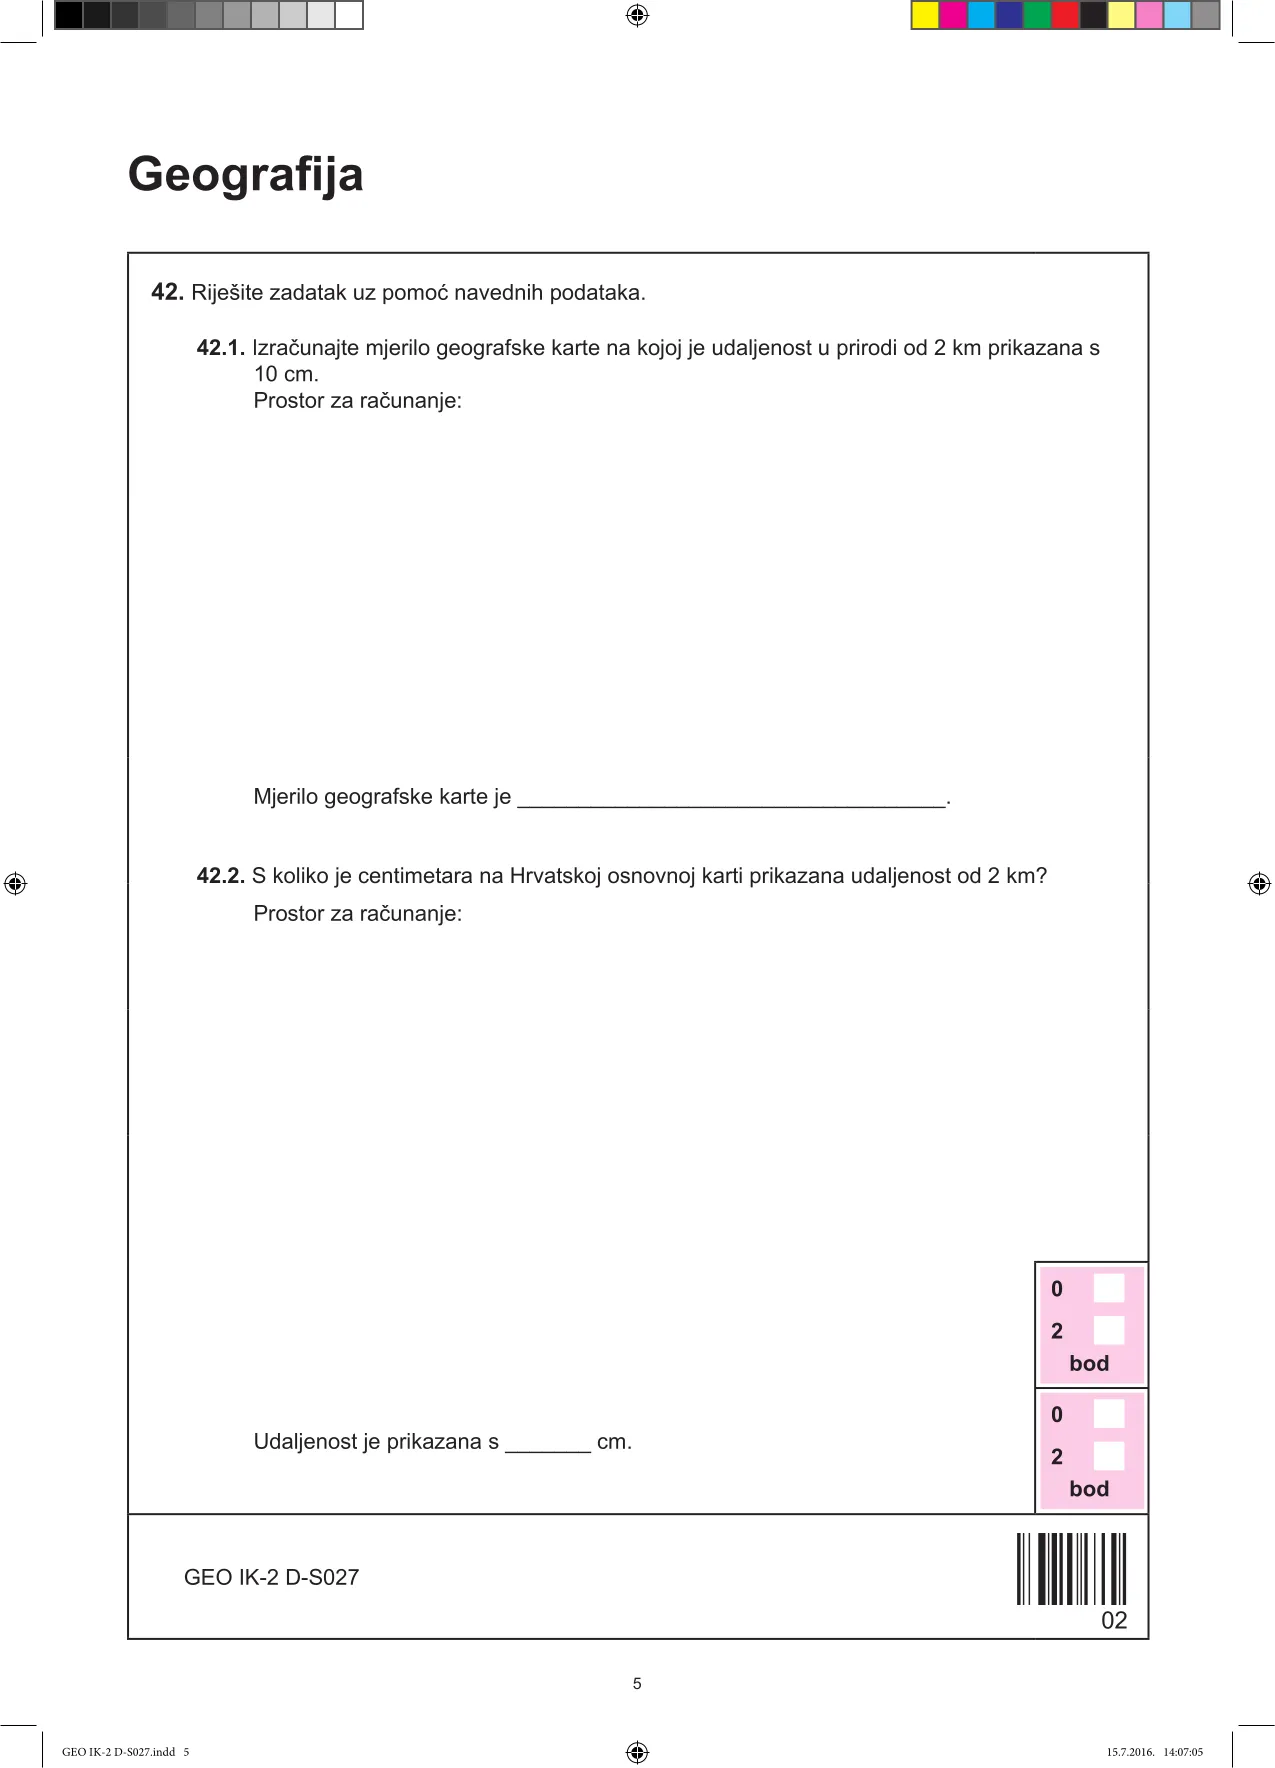 Geografija
42. Riješite zadatak uz pomoć navednih podataka.
42.1. Izračunajte mjerilo geografske karte na kojoj je udaljenost u prirodi od 2 km prikazana s
10 cm.
Prostor za računanje:
Mjerilo geografske karte je ___________________________________.
42.2. S koliko je centimetara na Hrvatskoj osnovnoj karti prikazana udaljenost od 2 km?
Prostor za računanje:
0
2
bod
0
2
bod
Udaljenost je prikazana s _______ cm.
GEO IK-2 D-S027
02
5
GEO IK-2 D-S027.indd 5
15.7.2016. 14:07:05